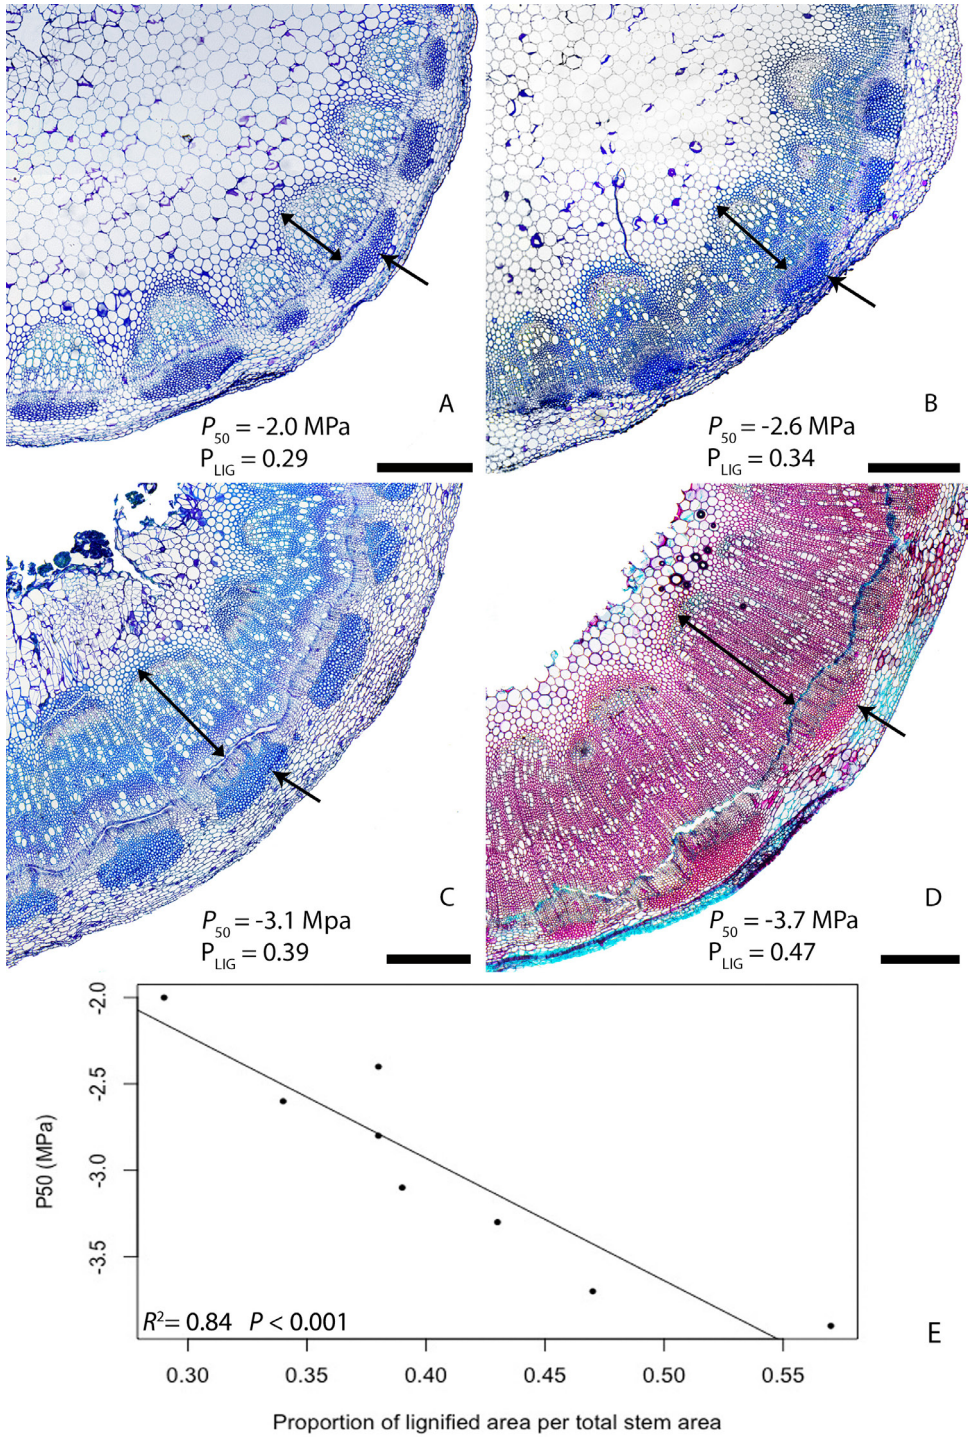 A
P50 = -2.0 MPa
PLIG = 0.29
B
P50 = -2.6 MPa
PLIG = 0.34
C
P50 = -3.1 Mpa
PLIG = 0.39
D
P50 = -3.7 MPa
PLIG = 0.47
P50 (MPa)
-2.0
-2.5
-3.0
-3.5
R2= 0.84 P < 0.001
E
0.30 0.35 0.40 0.45 0.50 0.55
Proportion of lignified area per total stem area